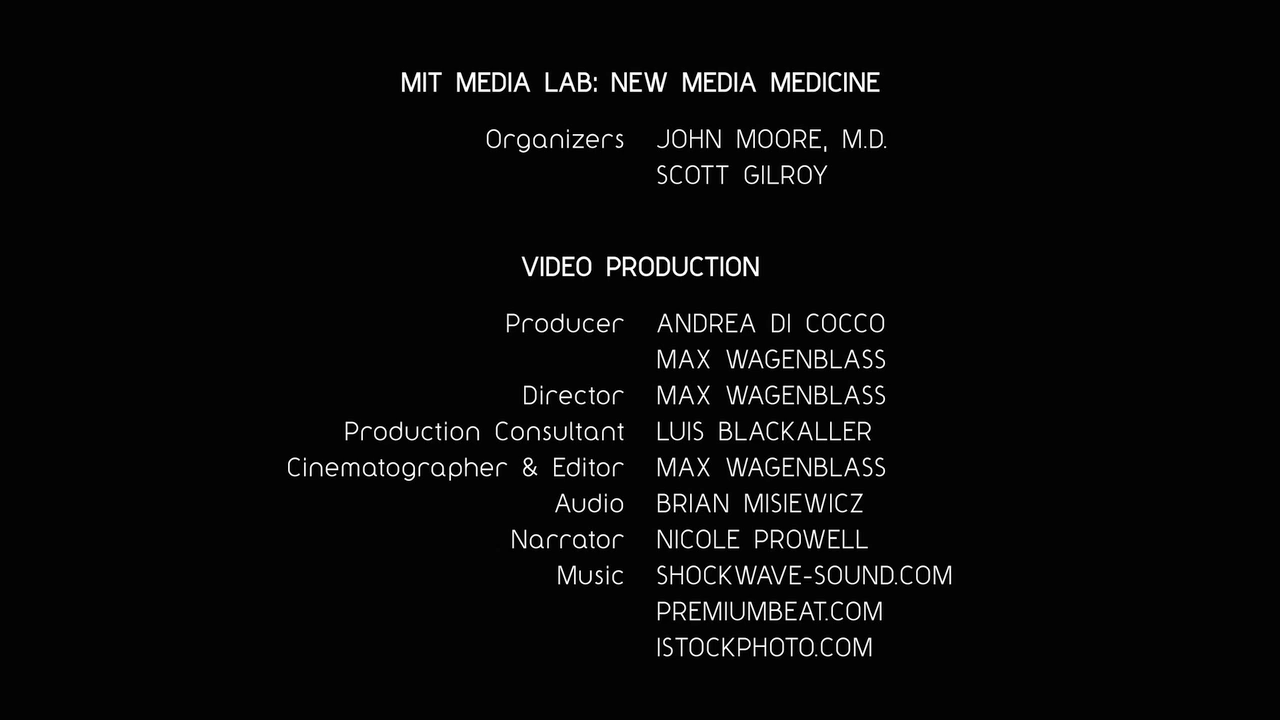 MIT MEDIA LAB: NEW MEDIA MEDICINE
Organizers JOHN MOORE, M.D.
SCOTT GILROY
VIDEO PRODUCTION
Producer ANDREA DI COCCO
MAX WAGENBLASS
Director MAX WAGENBLASS
Production Consultant LUIS BLACKALLER
Cinematographer & Editor MAX WAGENBLASS
Audio BRIAN MISIEWICZ
Narrator NICOLE PROWELL
Music SHOCKWAVE-SOUND.COM
PREMIUMBEAT.COM
ISTOCKPHOTO.COM